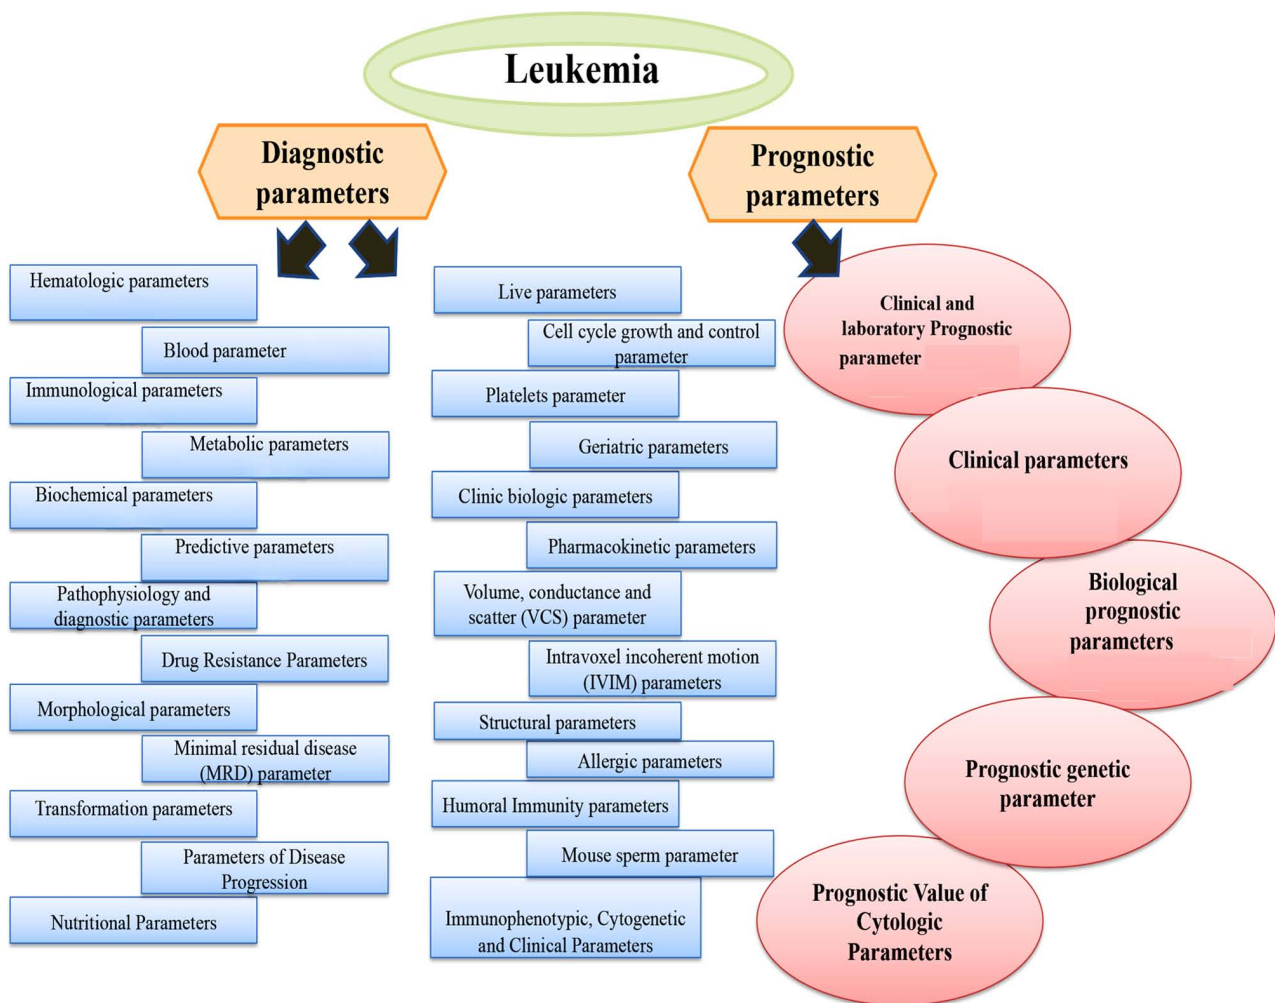 Leukemia
Diagnostic
parameters
Prognostic
parameters
Hematologic parameters
Blood parameter
Immunological parameters
Metabolic parameters
Biochemical parameters
Predictive parameters
Pathophysiology and
diagnostic parameters
Drug Resistance Parameters
Morphological parameters
Minimal residual disease
(MRD) parameter
Transformation parameters
Parameters of Disease
Progression
Nutritional Parameters
Live parameters
Cell cycle growth and control
parameter
Platelets parameter
Geriatric parameters
Clinic biologic parameters
Pharmacokinetic parameters
Volume, conductance and
scatter (VCS) parameter
Intravoxel incoherent motion
(IVIM) parameters
Structural parameters
Allergic parameters
Humoral Immunity parameters
Mouse sperm parameter
Immunophenotypic, Cytogenetic
and Clinical Parameters
Clinical and
laboratory Prognostic
parameter
Clinical parameters
Biological
prognostic
parameters
Prognostic genetic
parameter
Prognostic Value of
Cytologic
Parameters